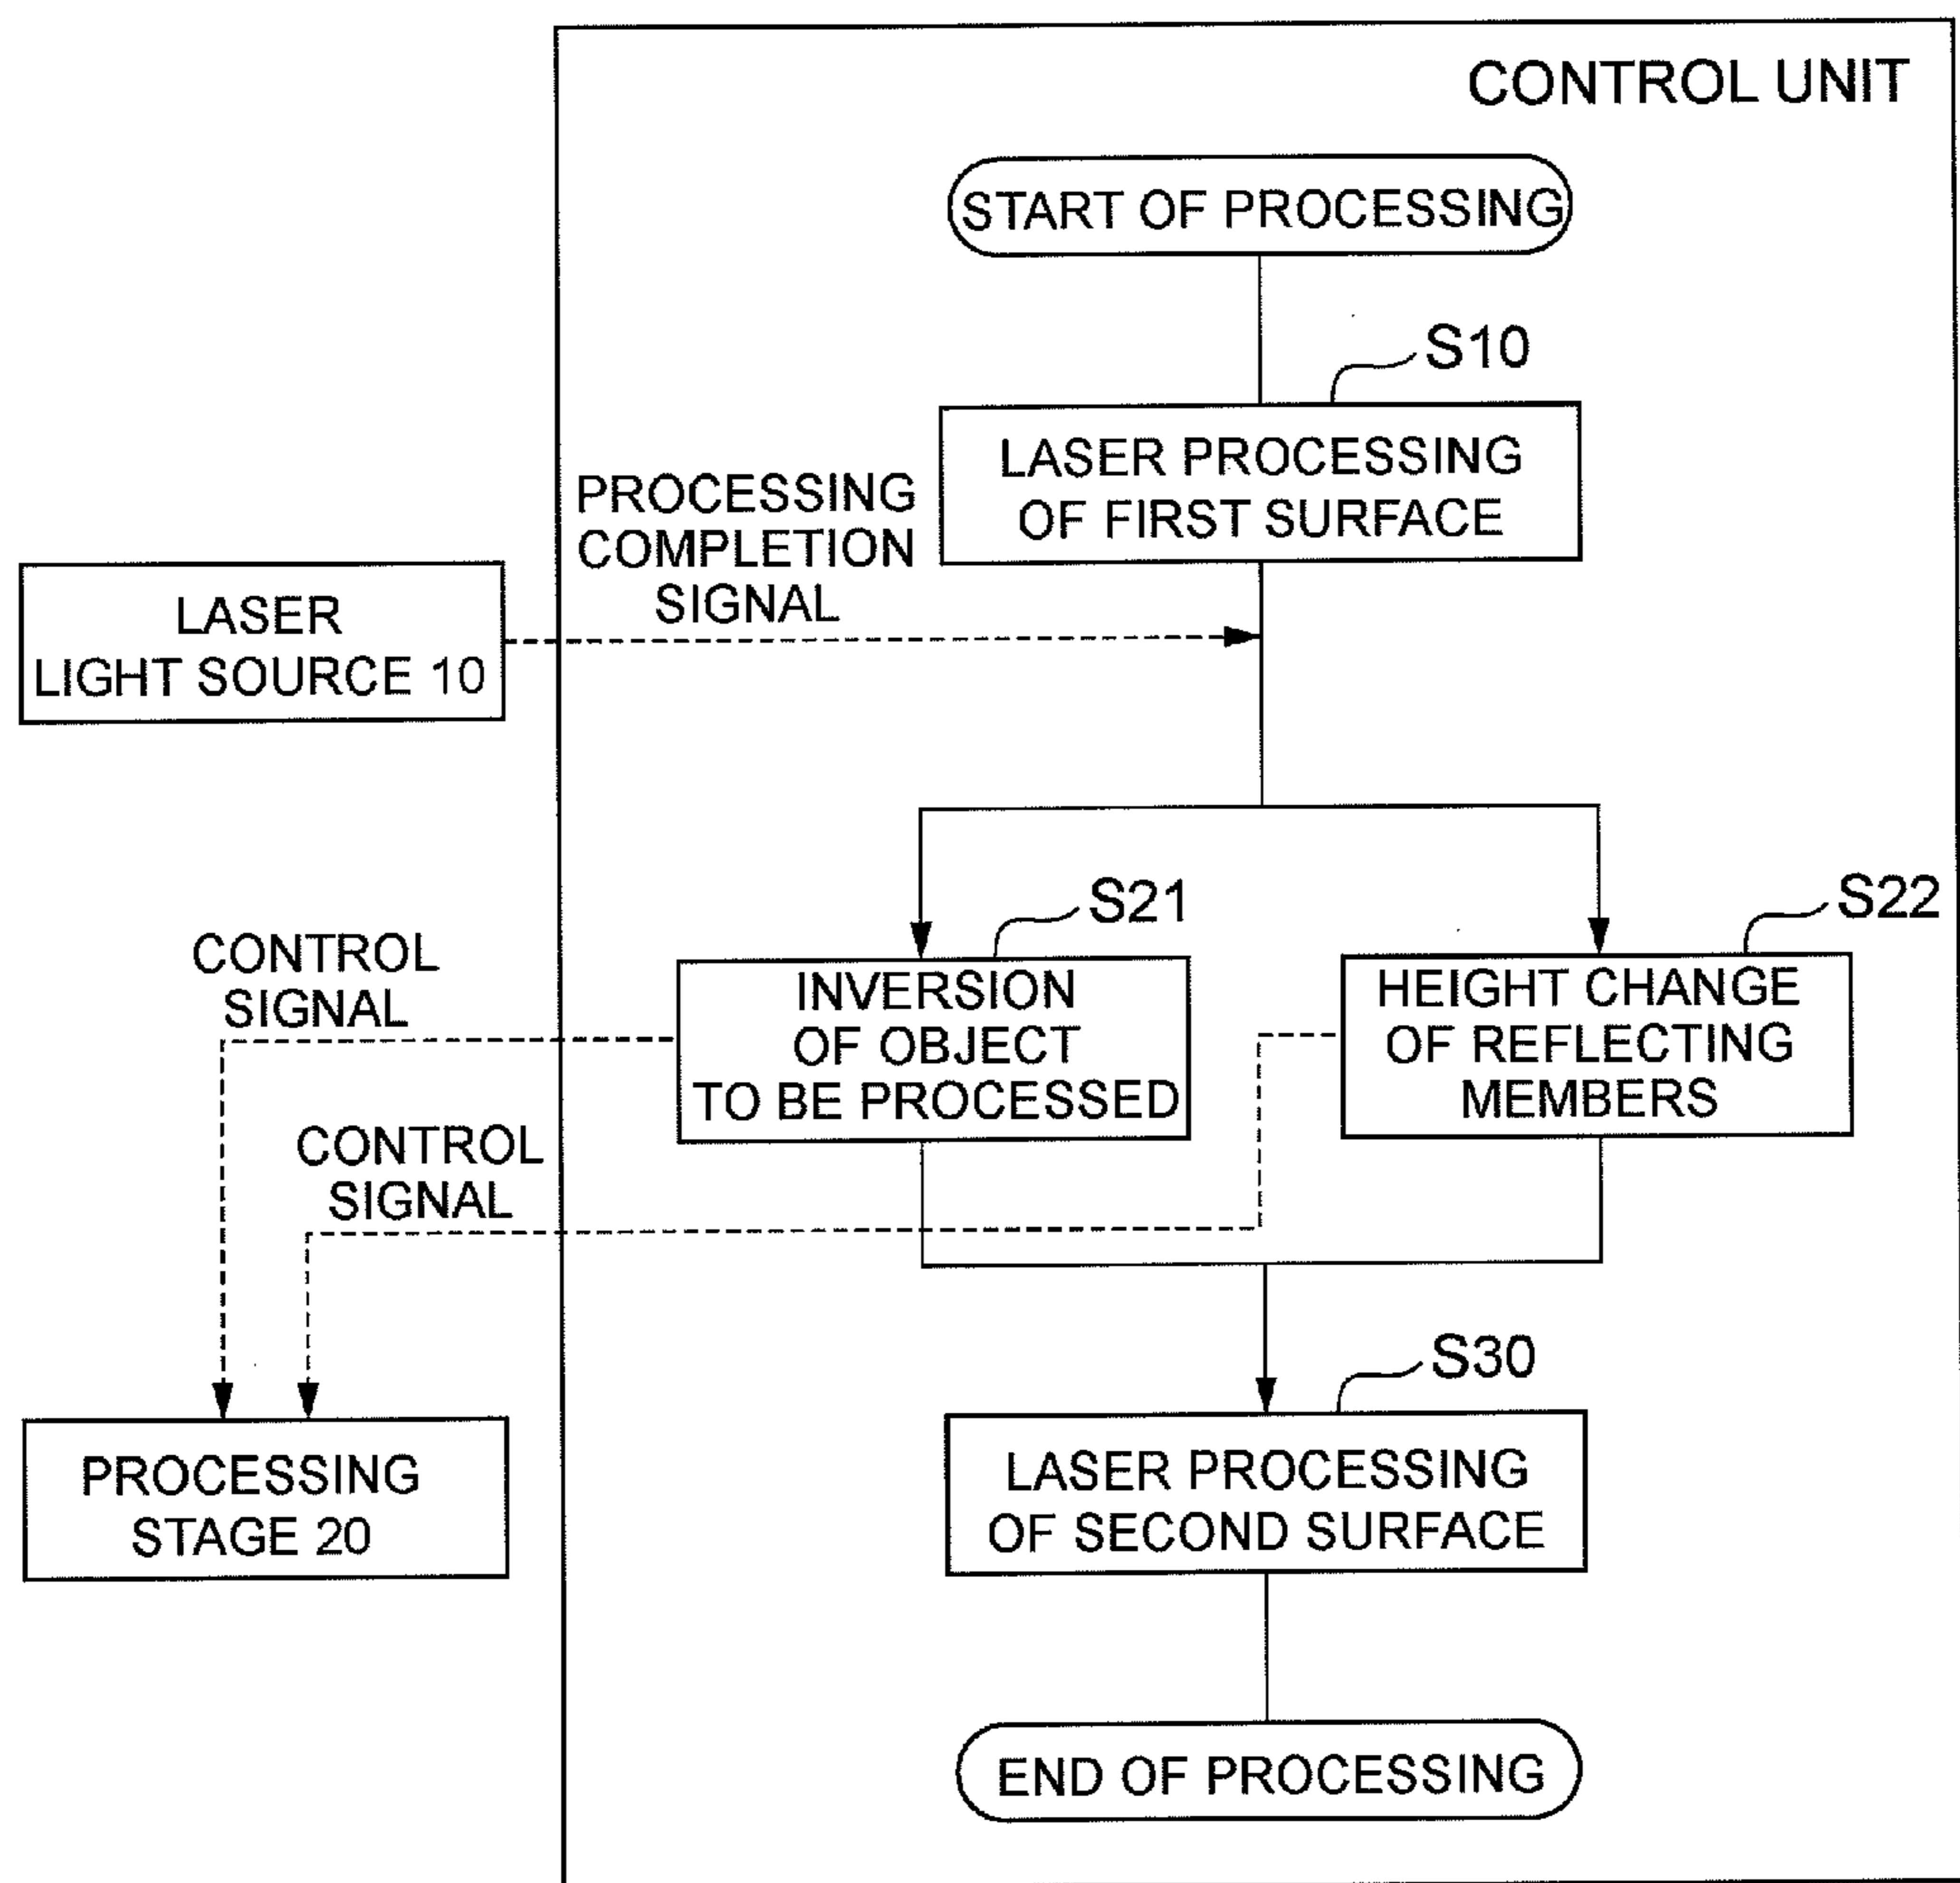 CONTROL UNIT
START OF PROCESSING
S10
LASER PROCESSING
OF FIRST SURFACE
PROCESSING
COMPLETION
SIGNAL
LASER
LIGHT SOURCE 10
S21
S22
CONTROL
SIGNAL
INVERSION
OF OBJECT
TO BE PROCESSED
HEIGHT CHANGE
OF REFLECTING
MEMBERS
CONTROL
SIGNAL
S30
PROCESSING
STAGE 20
LASER PROCESSING
OF SECOND SURFACE
END OF PROCESSING